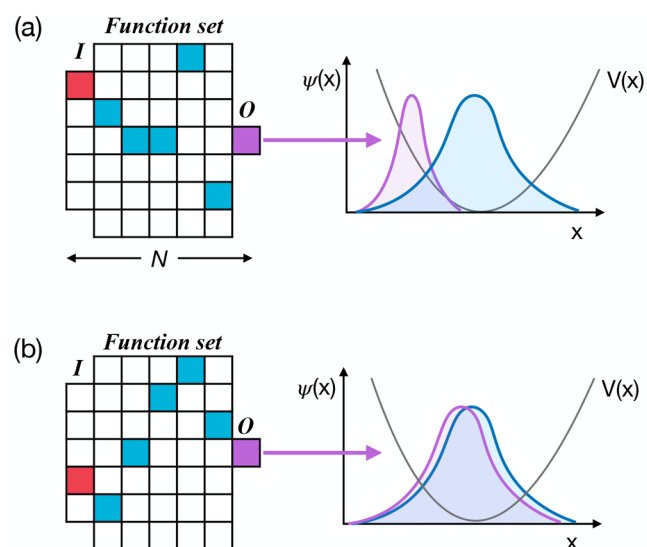 (a)
Function set
I
O
N
ψ(x)
V(x)
x
(b)
Function set
I
O
ψ(x)
V(x)
x